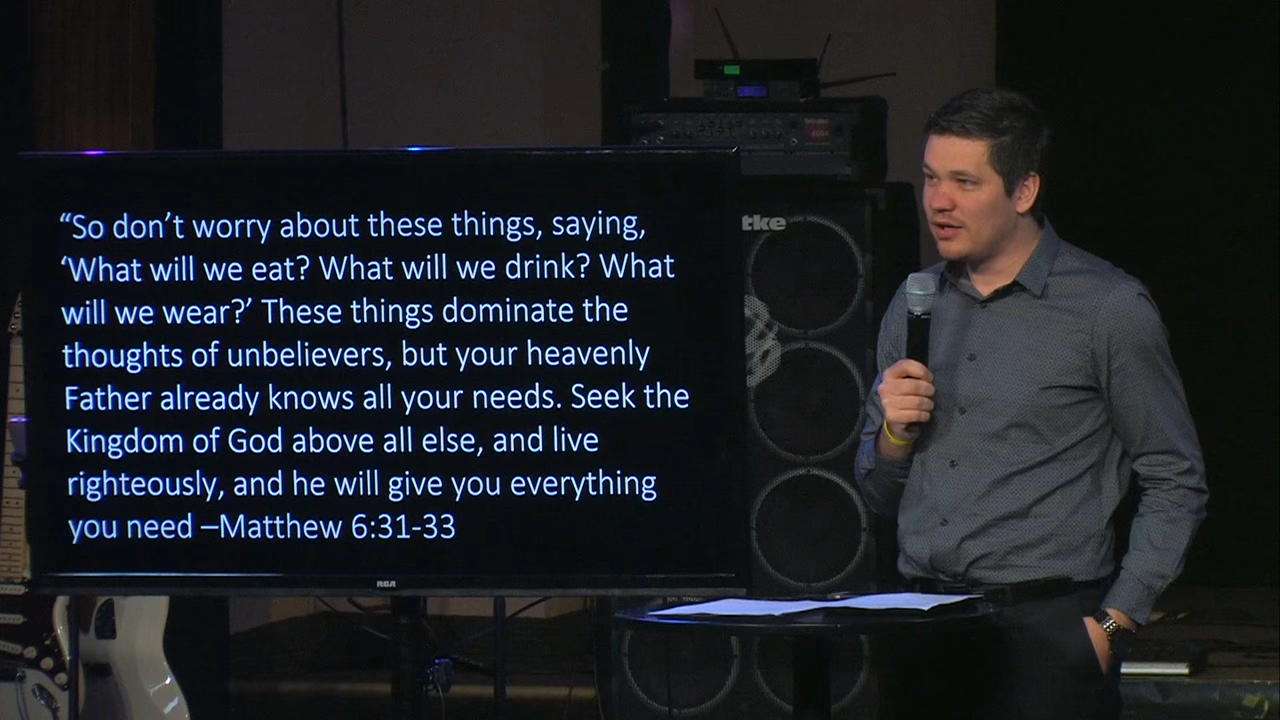 “So don’t worry about these things, saying,
‘What will we eat? What will we drink? What
will we wear?’ These things dominate the
thoughts of unbelievers, but your heavenly
Father already knows all your needs. Seek the
Kingdom of God above all else, and live
righteously, and he will give you everything
you need –Matthew 6:31-33
RCA
tke